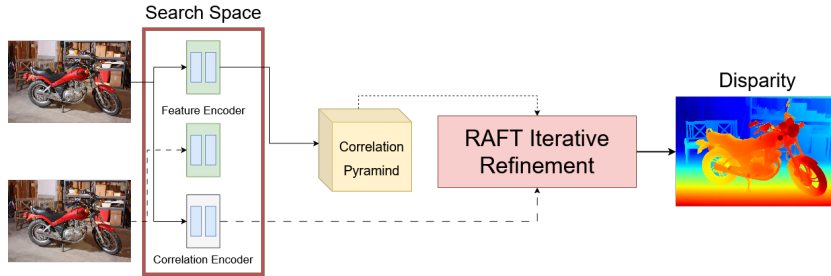 Search Space
Feature Encoder
Correlation Encoder
Correlation
Pyramind
RAFT Iterative
Refinement
Disparity